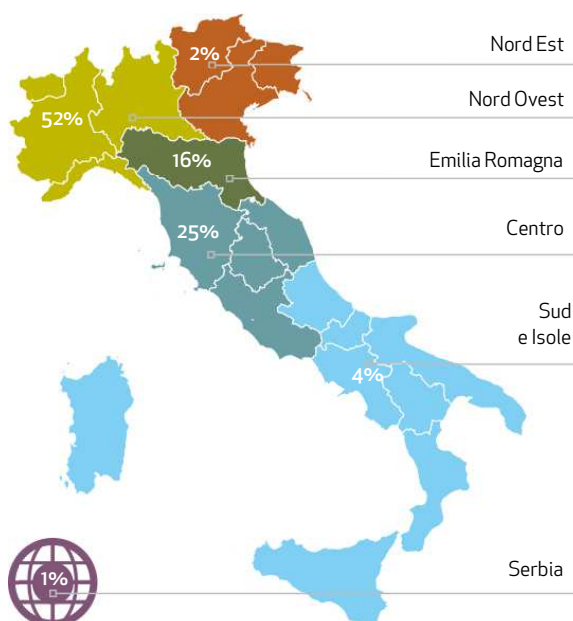 2%
Nord Est
52%
Nord Ovest
16%
Emilia Romagna
25%
Centro
Sud
e Isole
4%
1%
Serbia